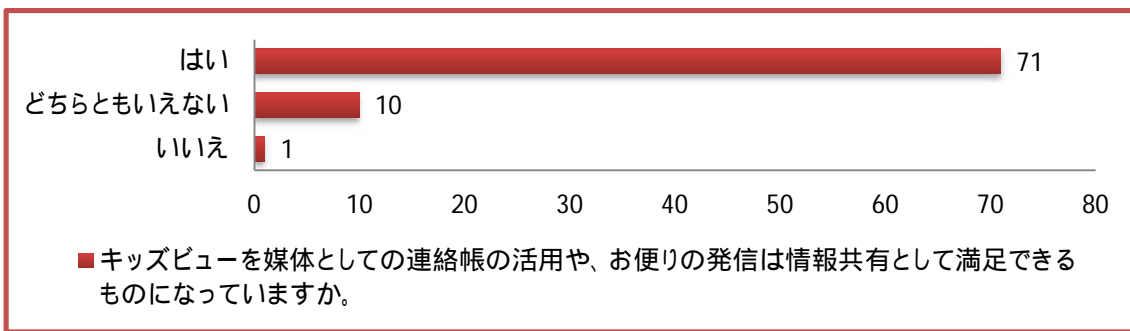 はい 71
どちらともいえない 10
いいえ 1
0 10 20 30 40 50 60 70 80
キッズビューを媒体としての連絡帳の活用や、お便りの発信は情報共有として満足できる
ものになっていますか。